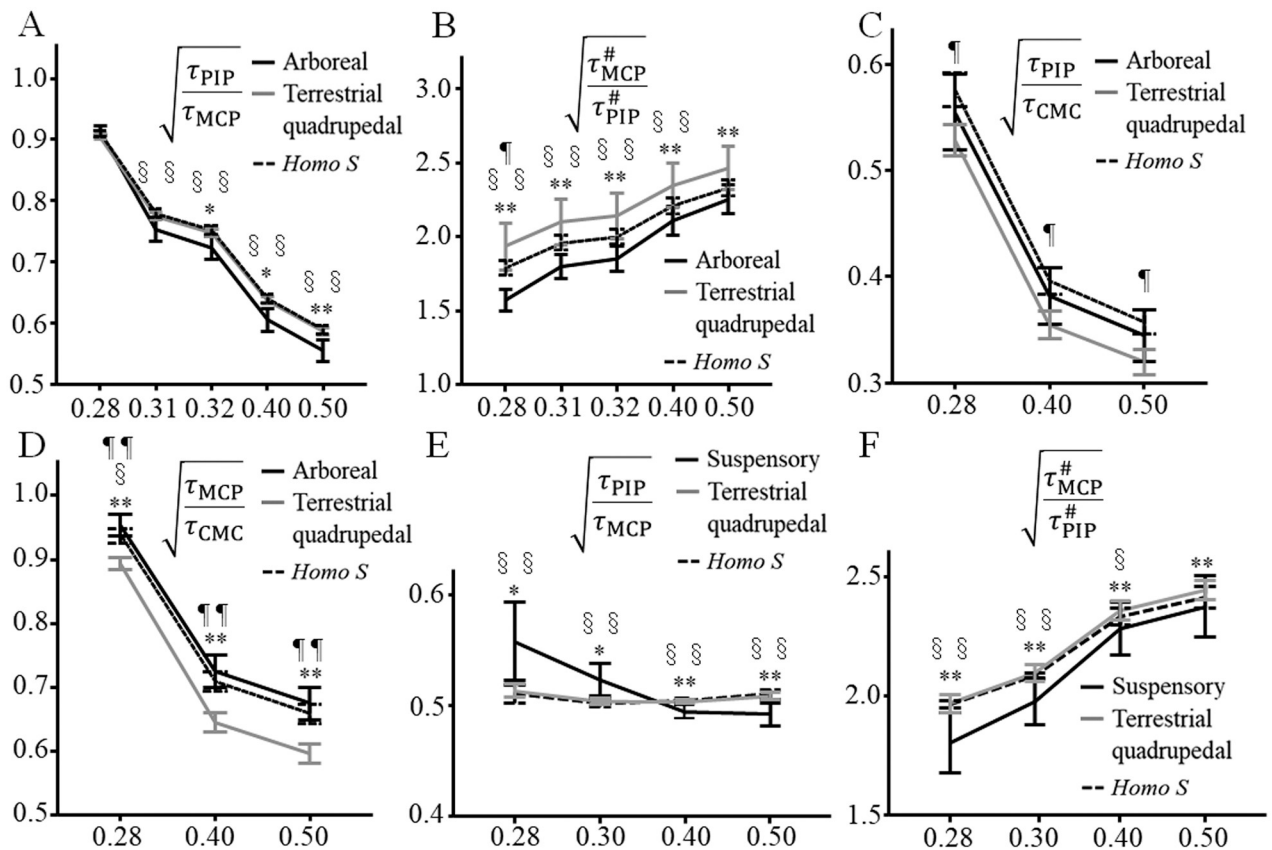 A
√(τPIP/τMCP)
Arboreal
Terrestrial
quadrupedal
Homo S
1.0
0.9
0.8
0.7
0.6
0.5
§ §
§ §
*
§ §
*
§ §
**
0.28 0.31 0.32 0.40 0.50
B
√(τ#MCP/τ#PIP)
3.0
2.5
2.0
1.5
1.0
¶
§ §
**
§ §
**
§ §
**
§ §
**
**
Arboreal
Terrestrial
quadrupedal
Homo S
0.28 0.31 0.32 0.40 0.50
C
√(τPIP/τCMC)
Arboreal
Terrestrial
quadrupedal
Homo S
0.6
0.5
0.4
0.3
¶
¶
¶
0.28 0.40 0.50
D
√(τMCP/τCMC)
Arboreal
Terrestrial
quadrupedal
Homo S
1.0
0.9
0.8
0.7
0.6
0.5
¶¶
§
**
¶¶
**
¶¶
**
0.28 0.40 0.50
E
√(τPIP/τMCP)
Suspensory
Terrestrial
quadrupedal
Homo S
0.6
0.5
0.4
§ §
*
§ §
*
§ §
**
§ §
**
0.28 0.30 0.40 0.50
F
√(τ#MCP/τ#PIP)
2.5
2.0
1.5
§ §
**
§ §
**
§
**
**
Suspensory
Terrestrial
quadrupedal
Homo S
0.28 0.30 0.40 0.50